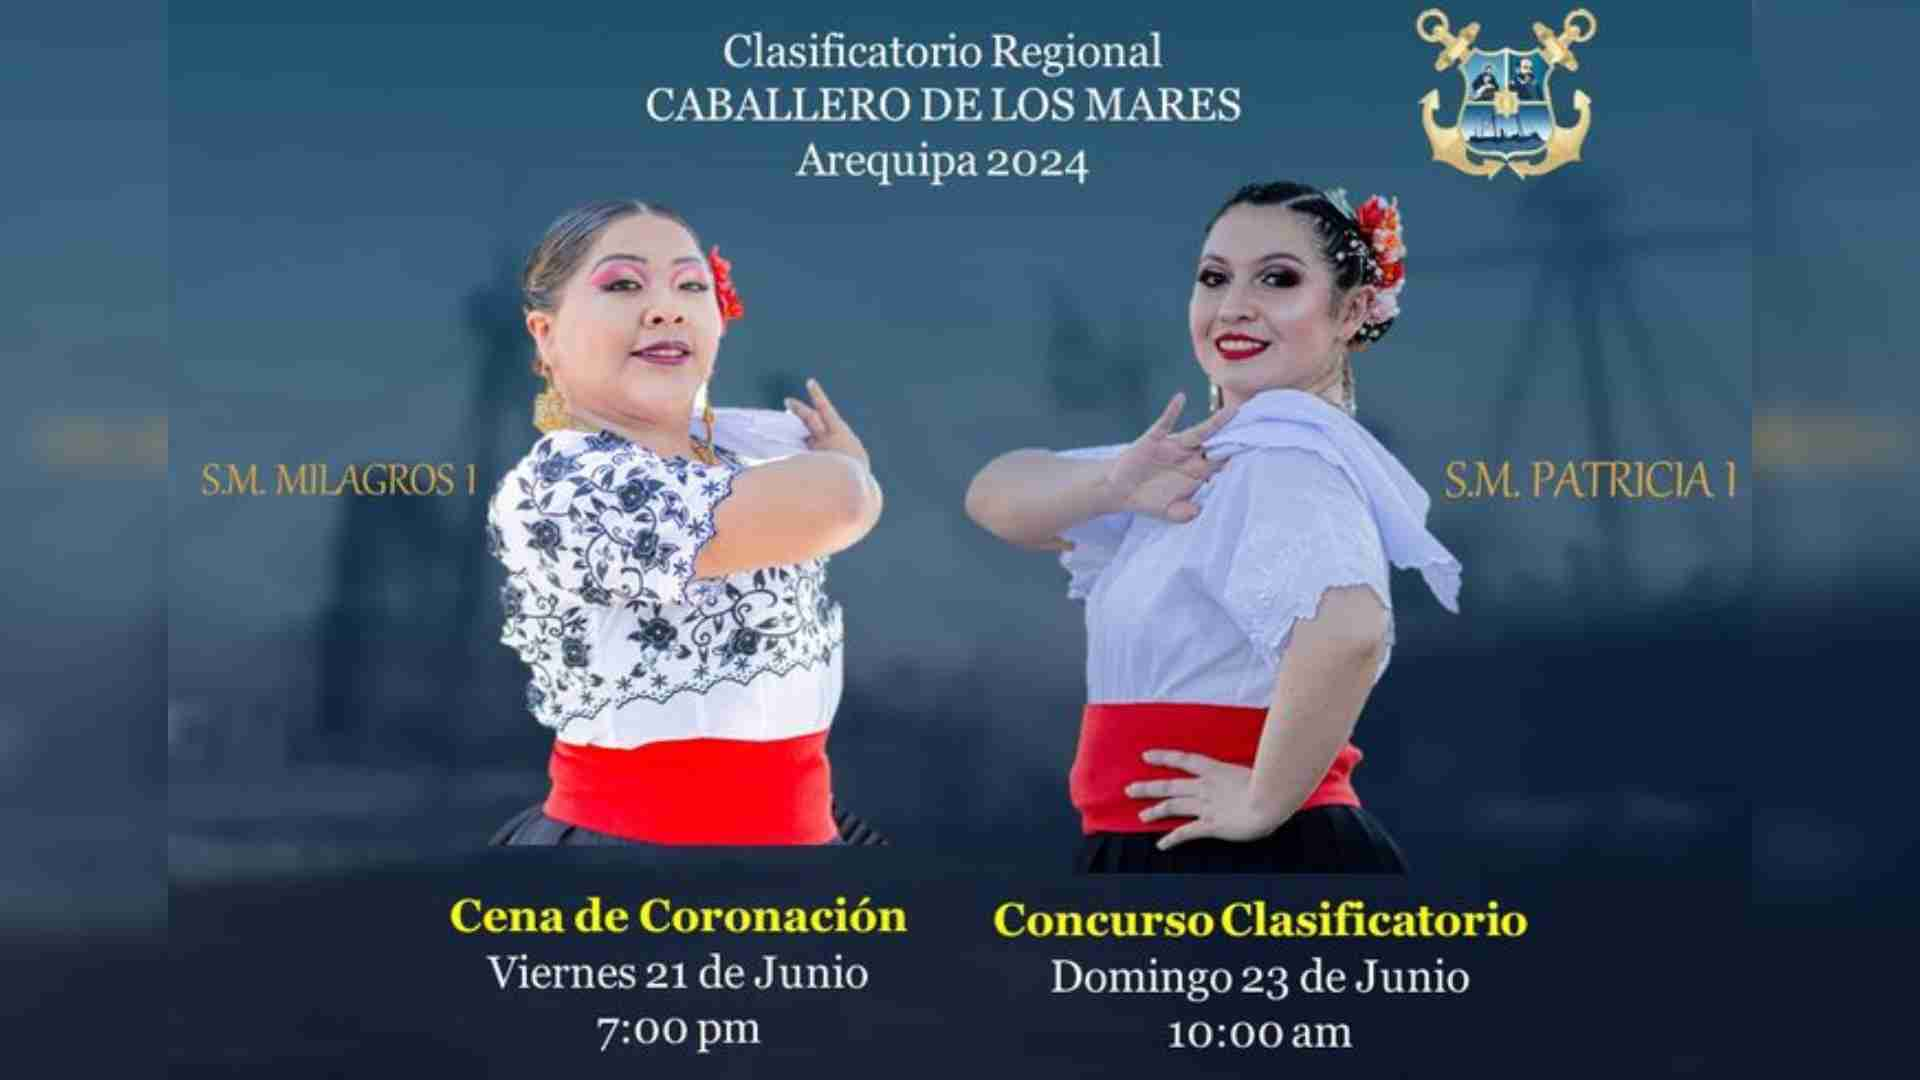 Clasificatorio Regional
CABALLERO DE LOS MARES
Arequipa 2024
S.M. MILAGROS I
S.M. PATRICIA I
Cena de Coronación
Viernes 21 de Junio
7:00 pm
Concurso Clasificatorio
Domingo 23 de Junio
10:00 am